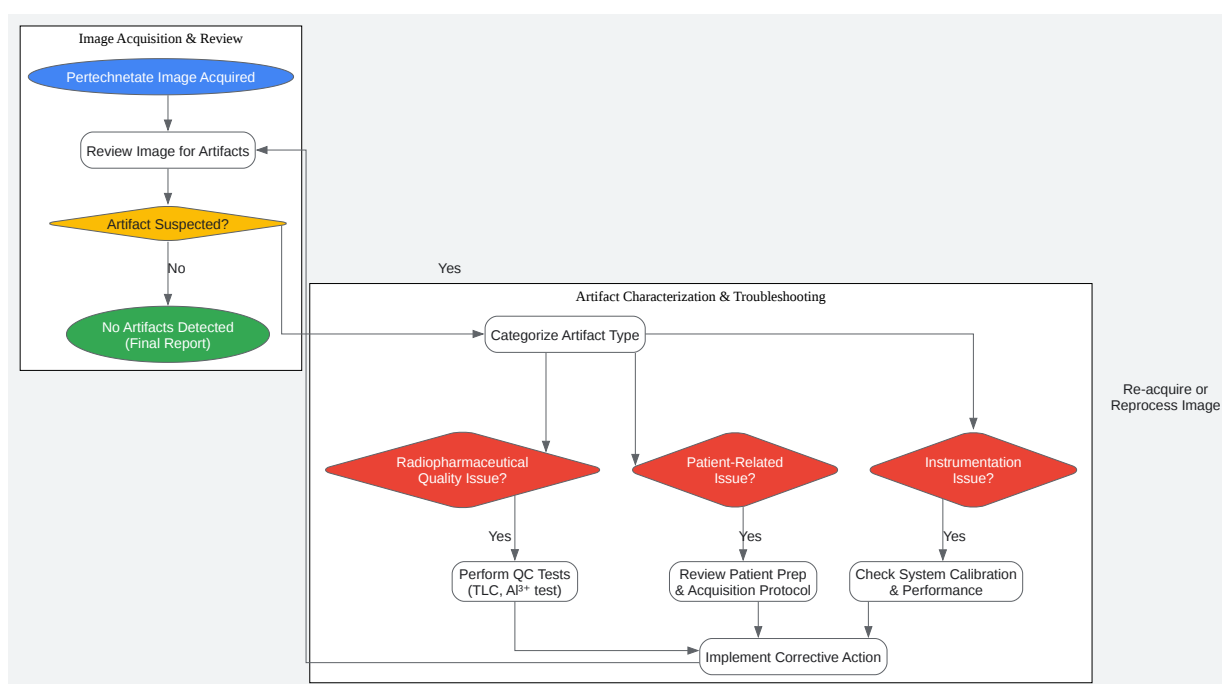 Image Acquisition & Review
Pertechnetate Image Acquired
Review Image for Artifacts
Artifact Suspected?
No
Yes
No Artifacts Detected
(Final Report)
Artifact Characterization & Troubleshooting
Categorize Artifact Type
Re-acquire or
Reprocess Image
Radiopharmaceutical
Quality Issue?
Patient-Related
Issue?
Instrumentation
Issue?
Yes
Yes
Yes
Perform QC Tests
(TLC, Al³⁺ test)
Review Patient Prep
& Acquisition Protocol
Check System Calibration
& Performance
Implement Corrective Action